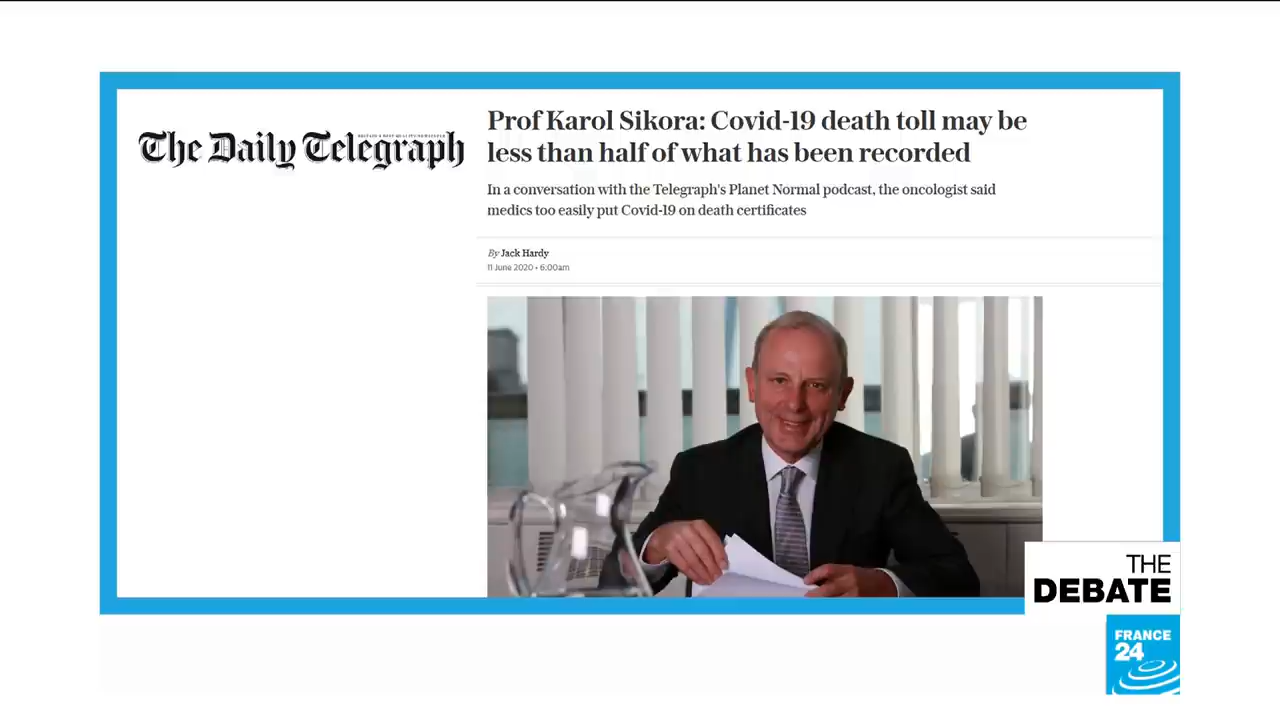 The Daily Telegraph
Prof Karol Sikora: Covid-19 death toll may be
less than half of what has been recorded
In a conversation with the Telegraph's Planet Normal podcast, the oncologist said
medics too easily put Covid-19 on death certificates
By Jack Hardy
11 June 2020 • 6:00am
THE
DEBATE
FRANCE
24